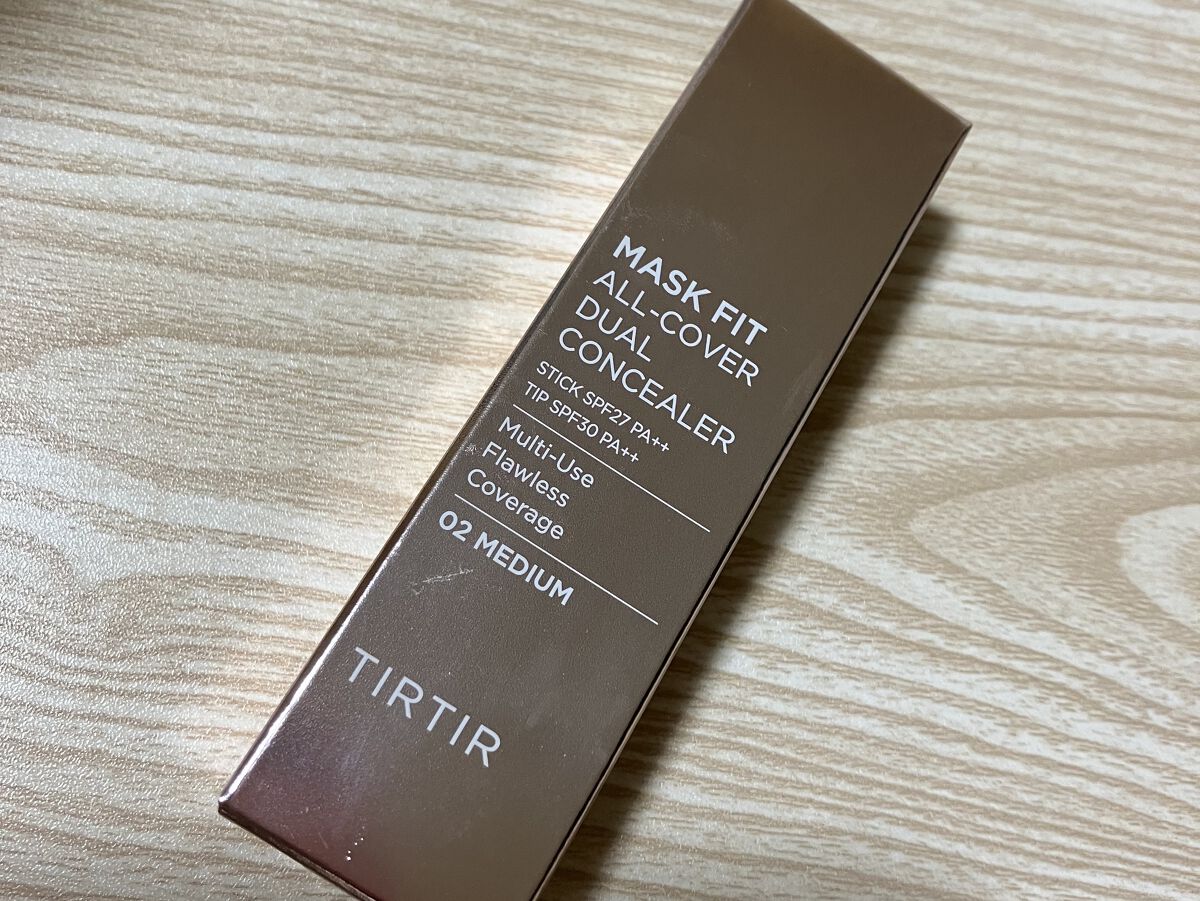 MASK FIT
ALL-COVER
DUAL
CONCEALER
STICK SPF27 PA++
TIP SPF30 PA++
Multi-Use
Flawless
Coverage
02 MEDIUM
TIRTIR